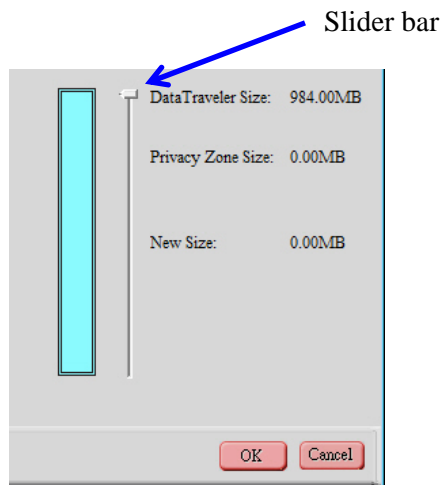 Slider bar
DataTraveler Size: 984.00MB
Privacy Zone Size: 0.00MB
New Size: 0.00MB
OK Cancel